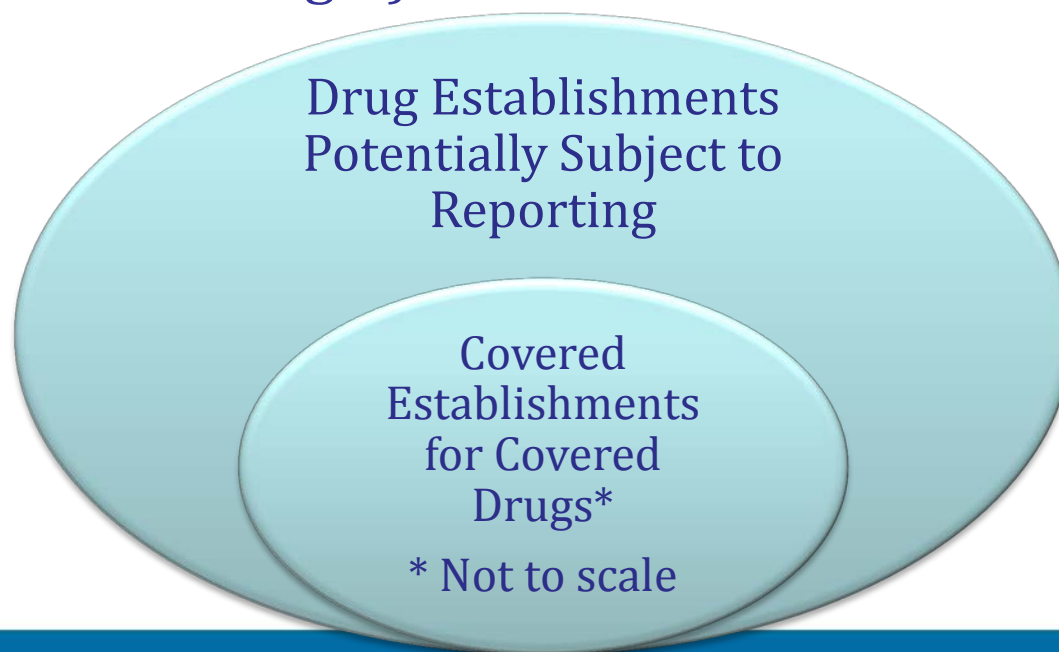 Drug Establishments
Potentially Subject to
Reporting
Covered
Establishments
for Covered
Drugs*
* Not to scale